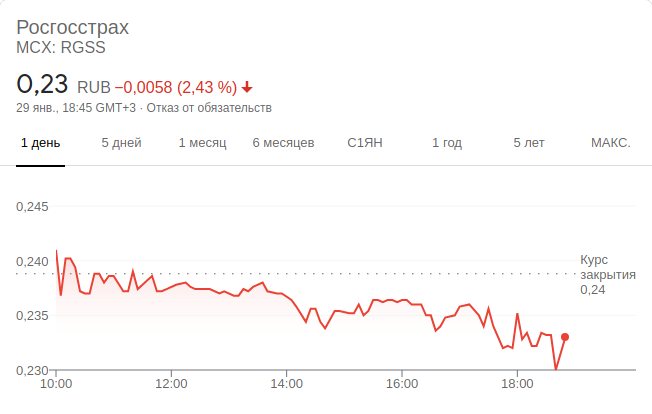 Росгосстрах
MCX: RGSS
0,23 RUB −0,0058 (2,43 %)
29 янв., 18:45 GMT+3 · Отказ от обязательств
1 день 5 дней 1 месяц 6 месяцев С1ЯН 1 год 5 лет МАКС.
0,245
0,240
0,235
0,230
Курс
закрытия
0,24
10:00 12:00 14:00 16:00 18:00